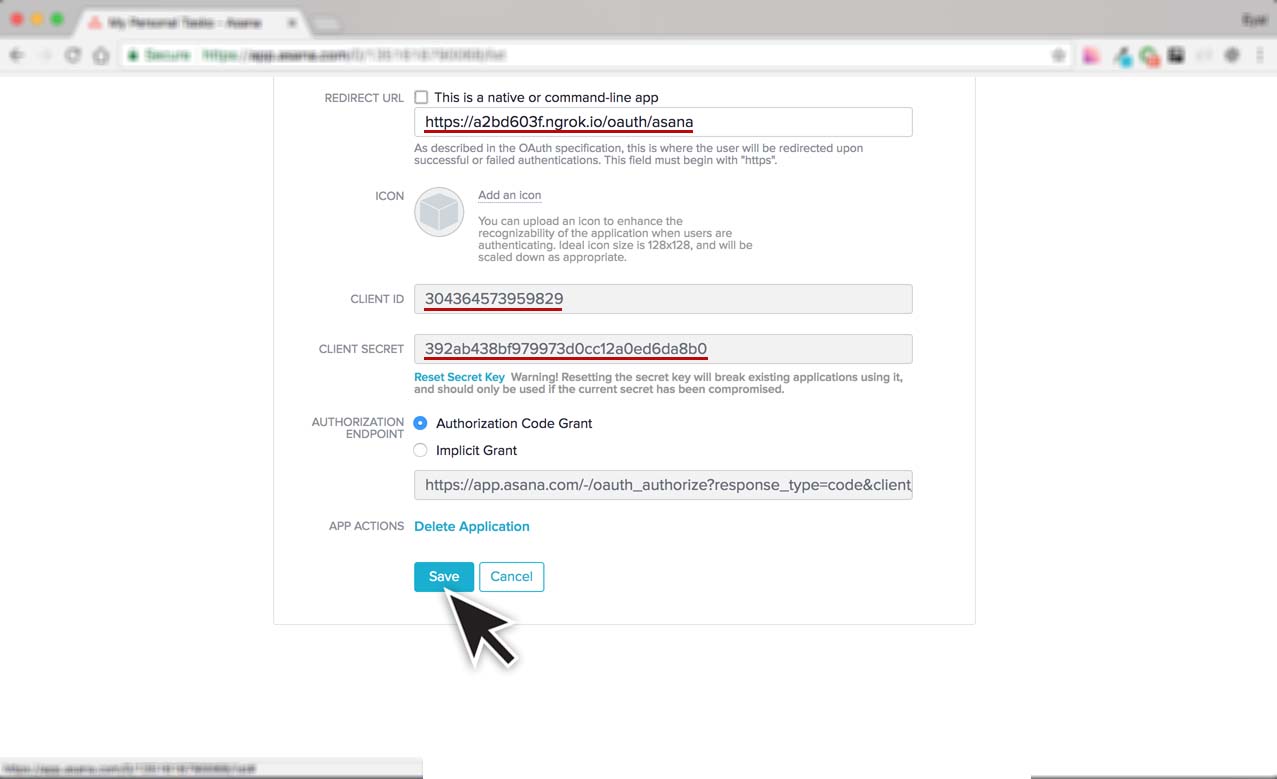 My Personal Tasks - Asana
Eyal
Secure https://app.asana.com/0/
REDIRECT URL This is a native or command-line app
https://a2bd603f.ngrok.io/oauth/asana
As described in the OAuth specification, this is where the user will be redirected upon
successful or failed authentications. This field must begin with "https".
ICON
Add an icon
You can upload an icon to enhance the
recognizability of the application when users are
authenticating. Ideal icon size is 128x128, and will be
scaled down as appropriate.
CLIENT ID 304364573959829
CLIENT SECRET 392ab438bf979973d0cc12a0ed6da8b0
Reset Secret Key Warning! Resetting the secret key will break existing applications using it,
and should only be used if the current secret has been compromised.
AUTHORIZATION
ENDPOINT
Authorization Code Grant
Implicit Grant
https://app.asana.com/-/oauth_authorize?response_type=code&client_
APP ACTIONS Delete Application
Save Cancel